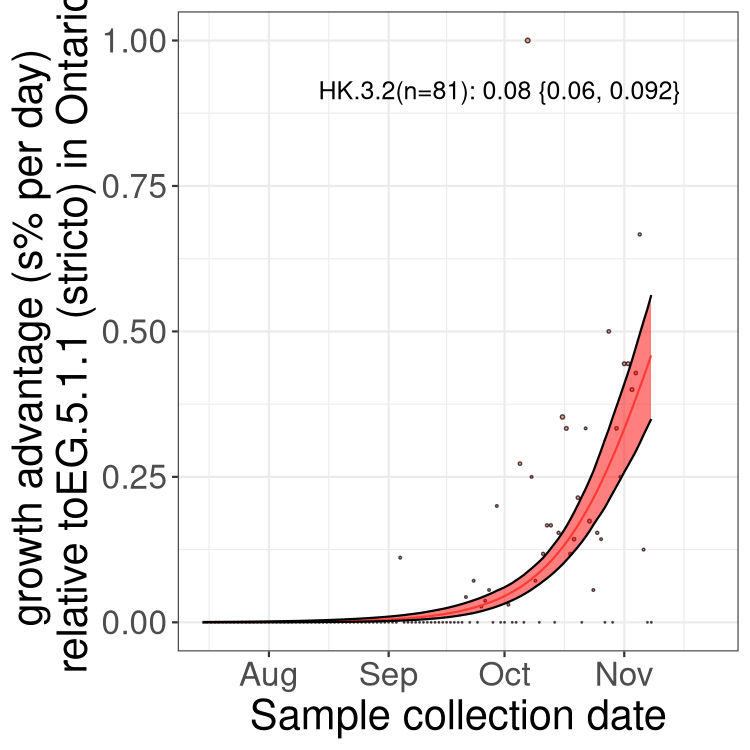 growth advantage (s% per day)
relative toEG.5.1.1 (stricto) in Ontario
1.00
0.75
0.50
0.25
0.00
HK.3.2(n=81): 0.08 {0.06, 0.092}
Aug Sep Oct Nov
Sample collection date